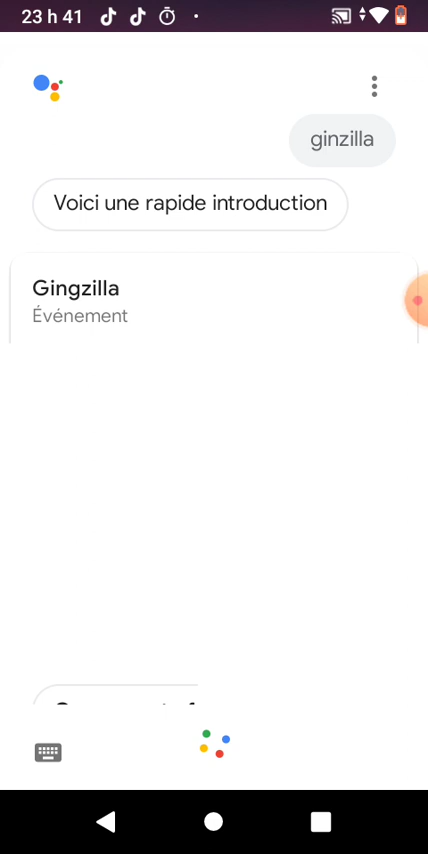 23 h 41
ginzilla
Voici une rapide introduction
Gingzilla
Événement